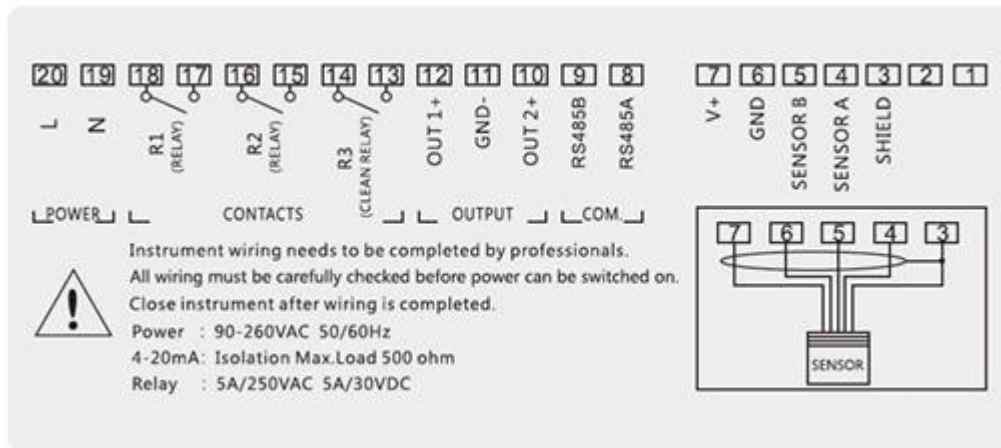 20 19 18 17 16 15 14 13 12 11 10 9 8 7 6 5 4 3 2 1
L
N
R1
(RELAY)
R2
(RELAY)
R3
(CLEAN RELAY)
OUT 1+
GND-
OUT 2+
RS485B
RS485A
V+
GND
SENSOR B
SENSOR A
SHIELD
POWER CONTACTS OUTPUT COM.
Instrument wiring needs to be completed by professionals.
All wiring must be carefully checked before power can be switched on.
Close instrument after wiring is completed.
Power : 90-260VAC 50/60Hz
4-20mA: Isolation Max.Load 500 ohm
Relay : 5A/250VAC 5A/30VDC
!
7 6 5 4 3
SENSOR